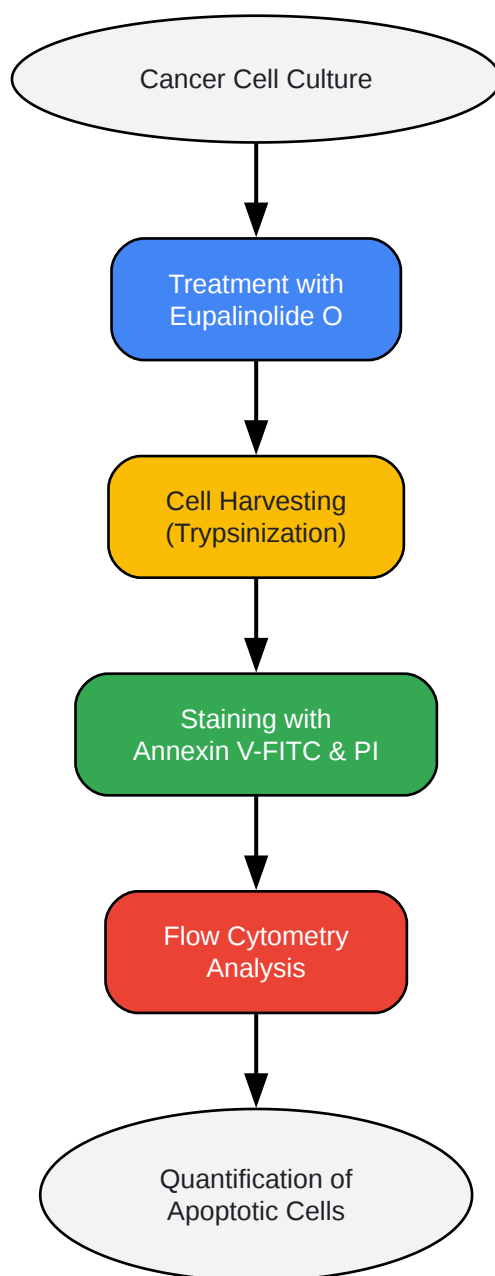 Cancer Cell Culture
Treatment with
Eupalinolide O
Cell Harvesting
(Trypsinization)
Staining with
Annexin V-FITC & PI
Flow Cytometry
Analysis
Quantification of
Apoptotic Cells